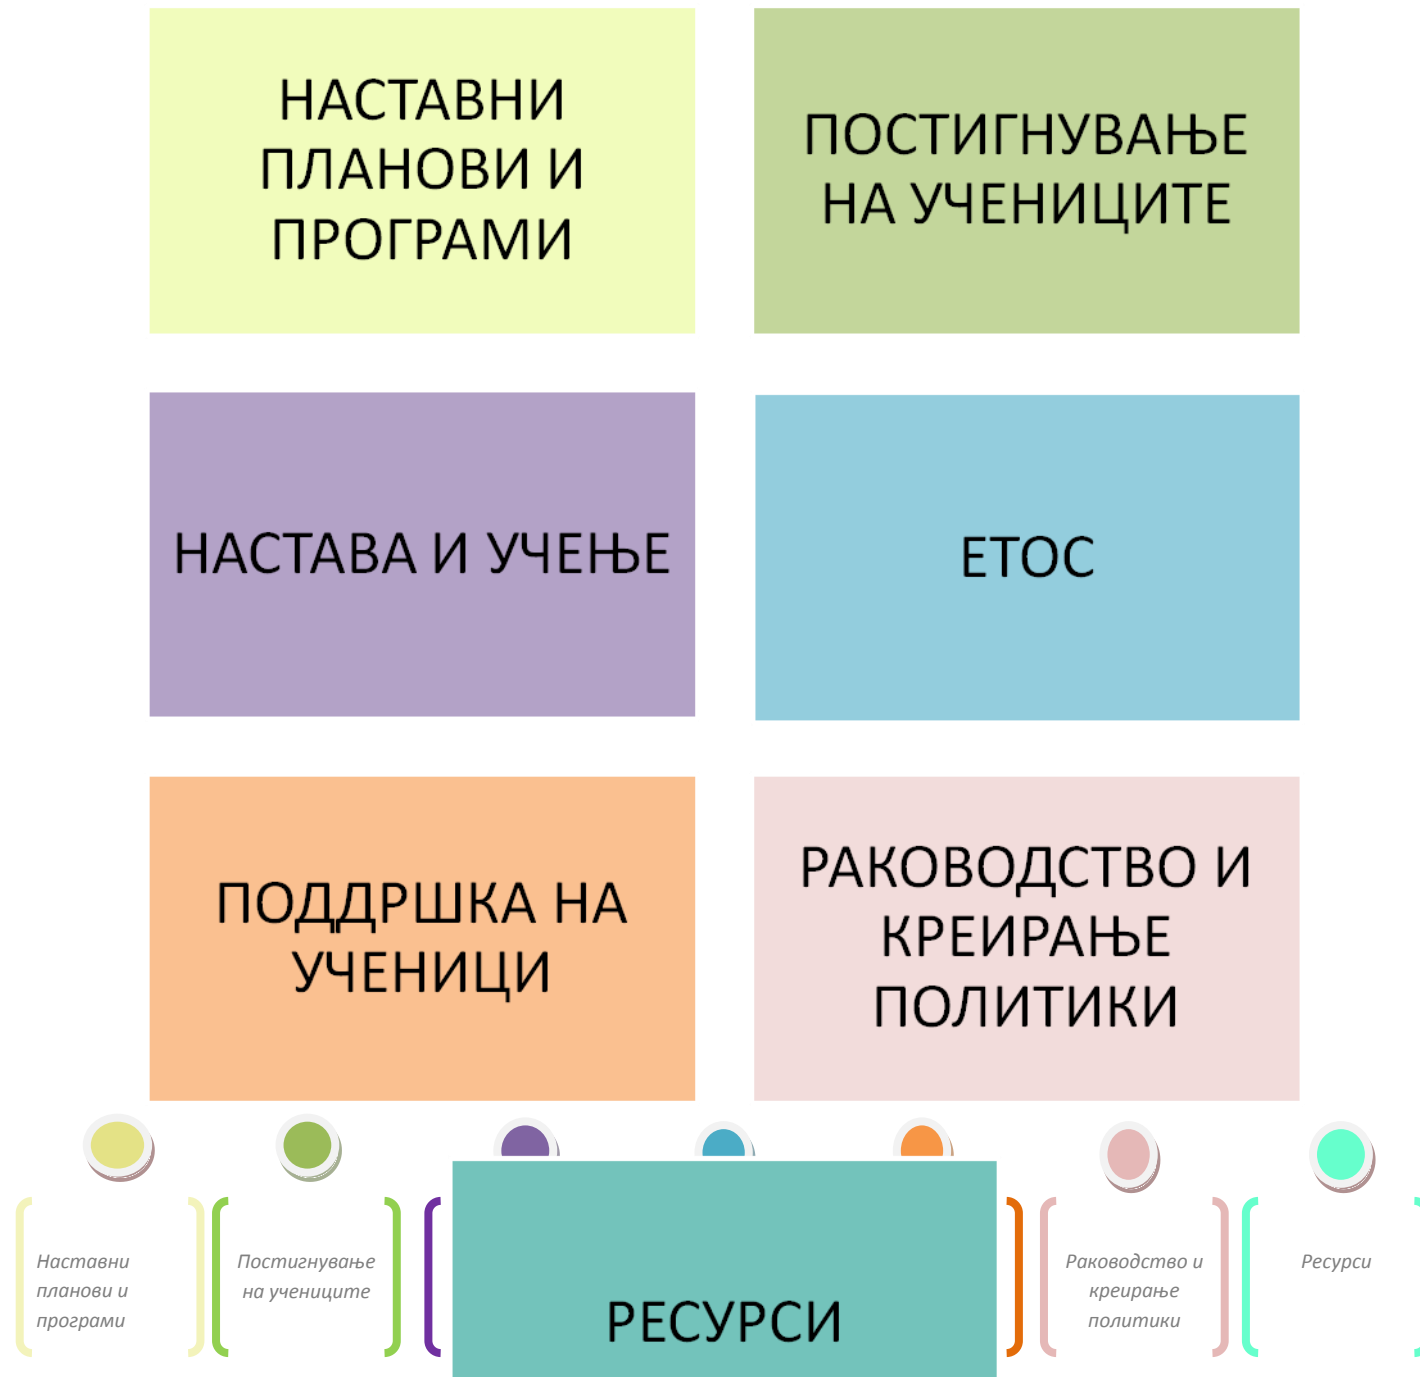 НАСТАВНИ
ПЛАНОВИ И
ПРОГРАМИ
ПОСТИГНУВАЊЕ
НА УЧЕНИЦИТЕ
НАСТАВА И УЧЕЊЕ
ЕТОС
ПОДДРШКА НА
УЧЕНИЦИ
РАКОВОДСТВО И
КРЕИРАЊЕ
ПОЛИТИКИ
РЕСУРСИ
Наставни
планови и
програми
Постигнување
на учениците
Раководство и
креирање
политики
Ресурси